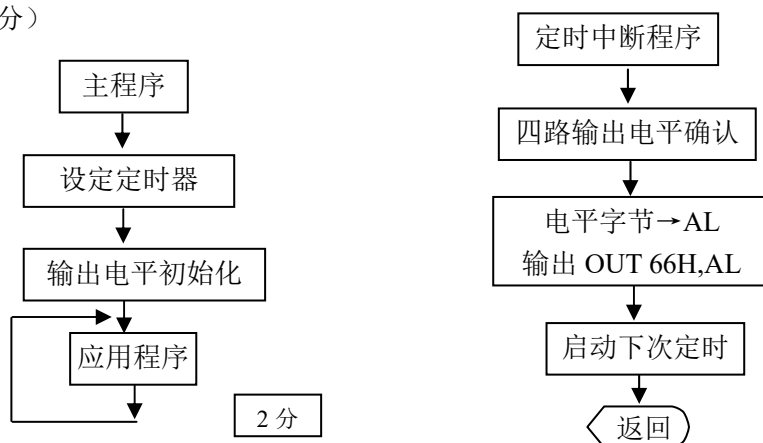 分）
主程序
设定定时器
输出电平初始化
应用程序
2 分
定时中断程序
四路输出电平确认
电平字节→AL
输出 OUT 66H,AL
启动下次定时
返回